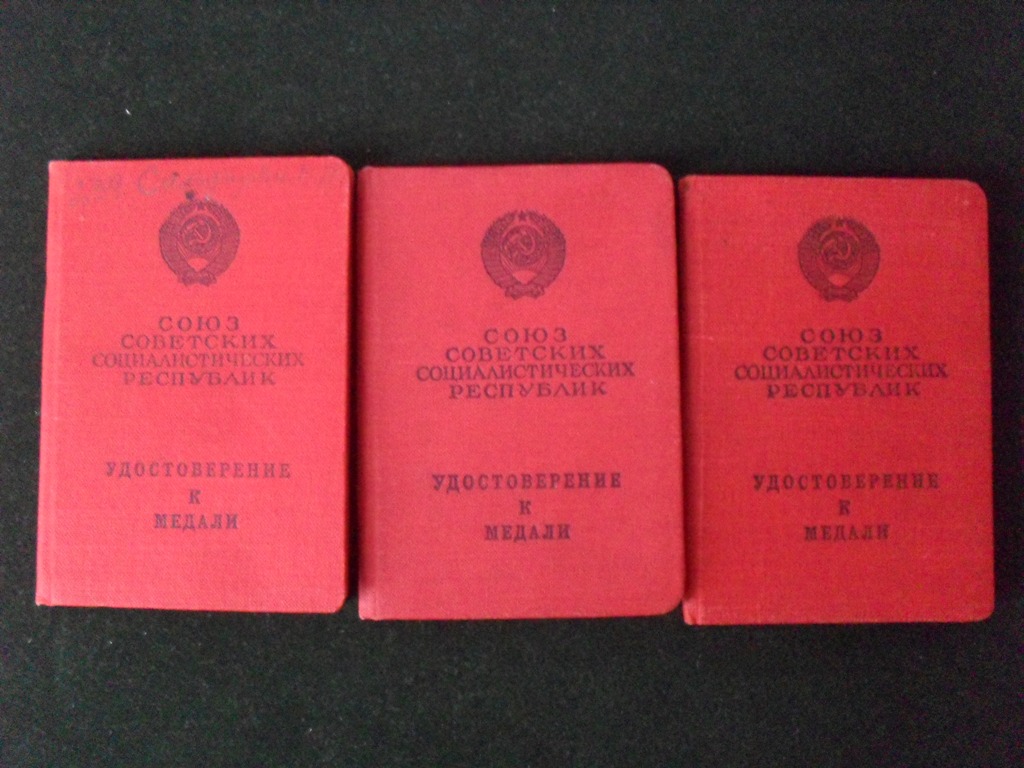 СОЮЗ
СОВЕТСКИХ
СОЦИАЛИСТИЧЕСКИХ
РЕСПУБЛИК
УДОСТОВЕРЕНИЕ
К
МЕДАЛИ
СОЮЗ
СОВЕТСКИХ
СОЦИАЛИСТИЧЕСКИХ
РЕСПУБЛИК
УДОСТОВЕРЕНИЕ
К
МЕДАЛИ
СОЮЗ
СОВЕТСКИХ
СОЦИАЛИСТИЧЕСКИХ
РЕСПУБЛИК
УДОСТОВЕРЕНИЕ
К
МЕДАЛИ